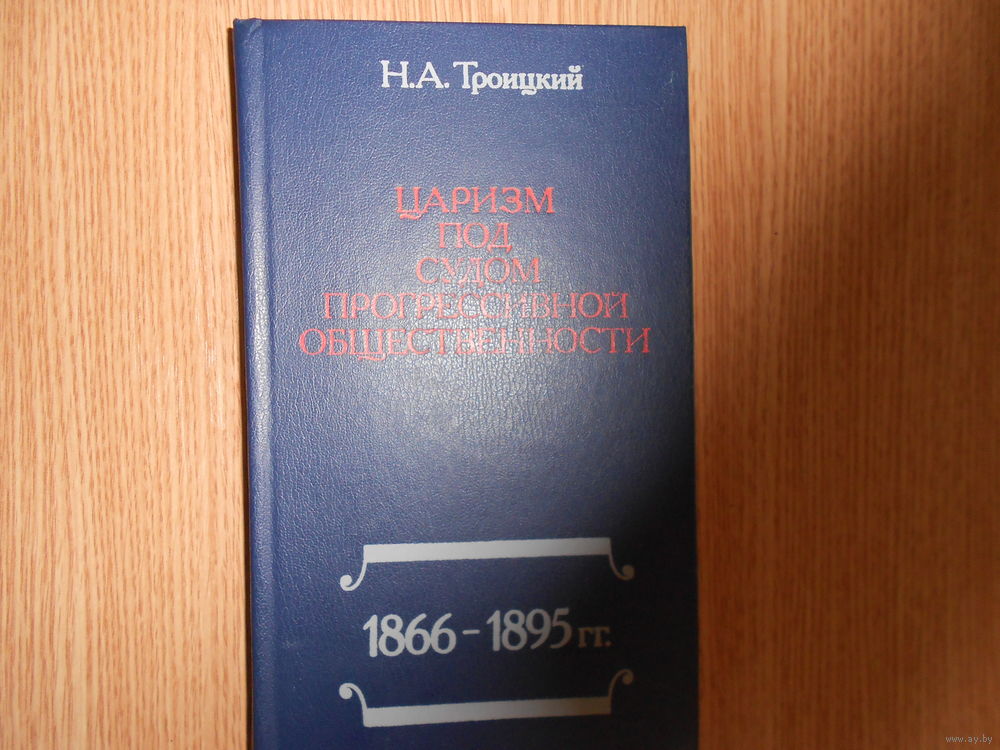 Н.А. Троицкий
ЦАРИЗМ
ПОД
СУДОМ
ПРОГРЕССИВНОЙ
ОБЩЕСТВЕННОСТИ
1866-1895 гг.
www.ay.by